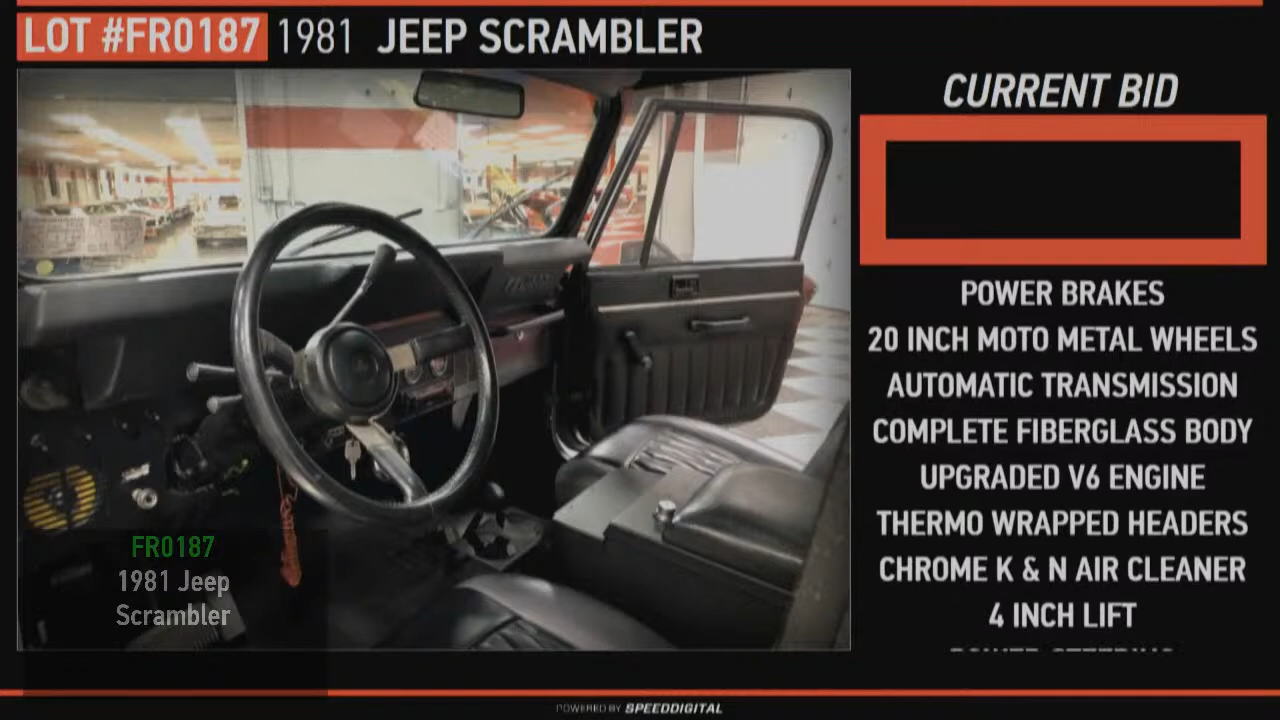 LOT #FR0187 1981 JEEP SCRAMBLER
CURRENT BID
POWER BRAKES
20 INCH MOTO METAL WHEELS
AUTOMATIC TRANSMISSION
COMPLETE FIBERGLASS BODY
UPGRADED V6 ENGINE
THERMO WRAPPED HEADERS
CHROME K & N AIR CLEANER
4 INCH LIFT
FR0187
1981 Jeep
Scrambler
POWERED BY SPEEDDIGITAL